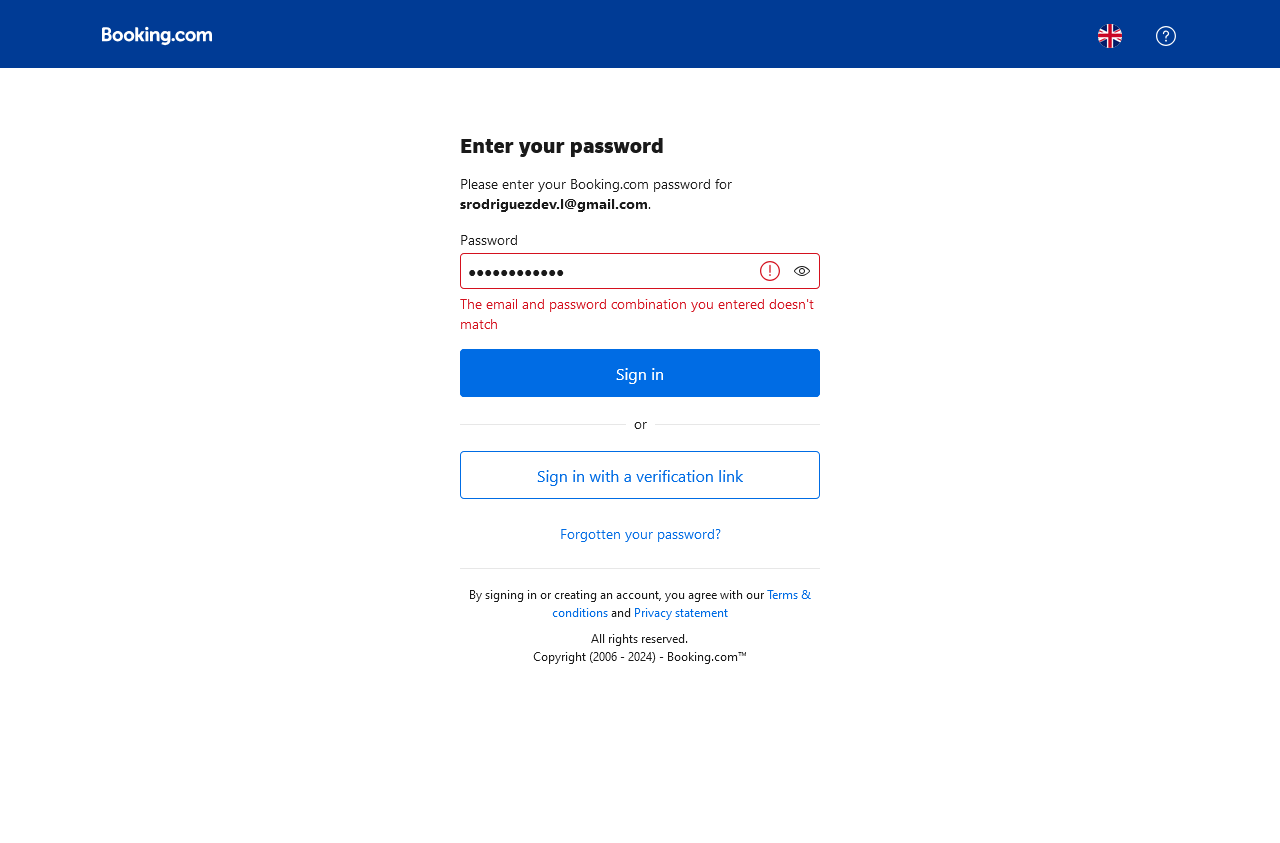 Booking.com
Enter your password
Please enter your Booking.com password for
srodriguezdev.l@gmail.com.
Password
●●●●●●●●●●●●
The email and password combination you entered doesn't
match
Sign in
or
Sign in with a verification link
Forgotten your password?
By signing in or creating an account, you agree with our Terms &
conditions and Privacy statement
All rights reserved.
Copyright (2006 - 2024) - Booking.com™